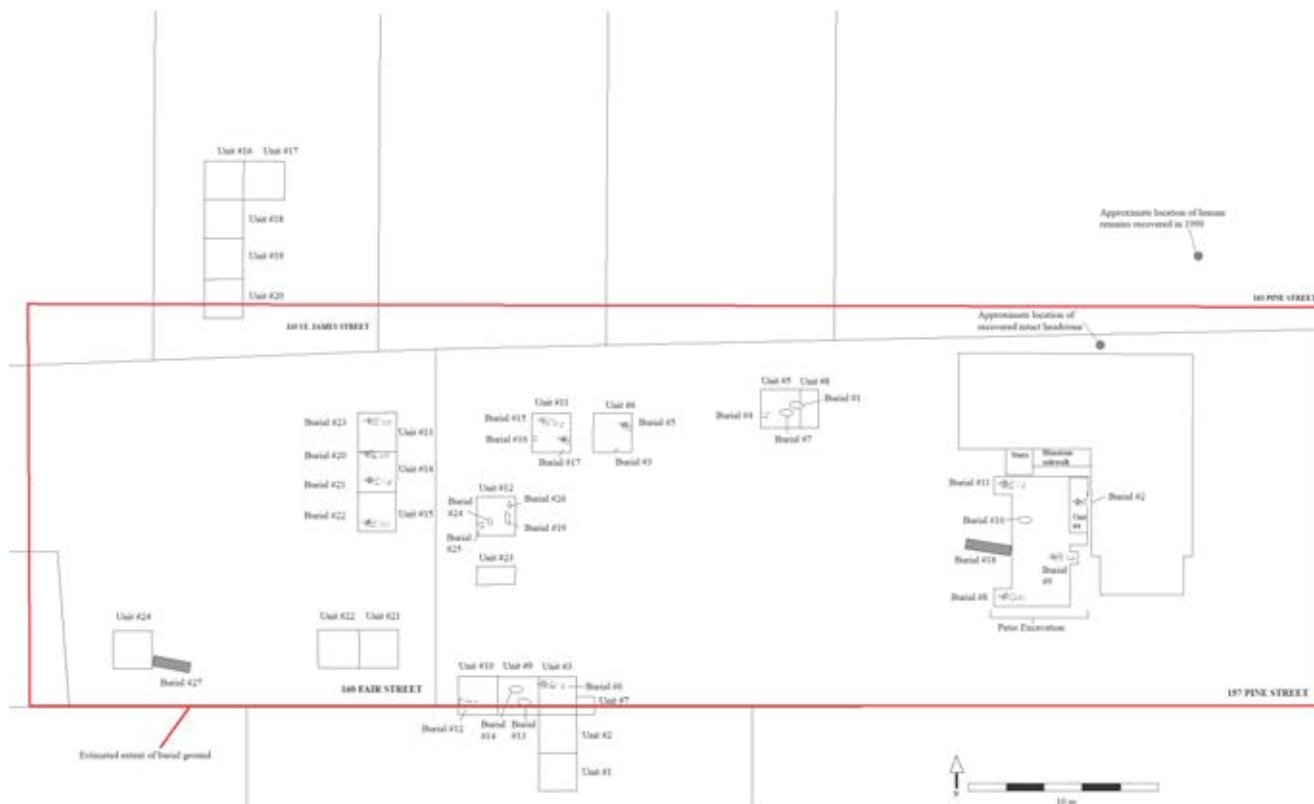 Unit #16 Unit #17
Unit #18
Unit #19
Unit #20
Approximate location of human
remains recovered in 1990
165 PINE STREET
Approximate location of
recovered intact headstone
STREET
Unit #11
Unit #6
Unit #5 Unit #8
Burial #1
Burial #4
Burial #7
Burial #15
Burial #16
Burial #17
Burial #5
Burial #3
Burial #23
Unit #13
Burial #20
Unit #14
Burial #21
Burial #22
Unit #15
Unit #12
Burial
#24
Burial #26
Burial #19
Burial
#25
Unit #23
Stairs
Bluestone
sidewalk
Burial #11
Burial #2
Unit
#4
Burial #10
Burial #18
Burial
#9
Burial #8
Patio Excavation
Unit #24
Burial #27
Unit #22 Unit #21
160 FAIR STREET
157 PINE STREET
Unit #10 Unit #9 Unit #3
Burial #6
Unit #7
Burial #12
Burial
#14
Burial
#13
Unit #2
Unit #1
Estimated extent of burial ground
N
10 m